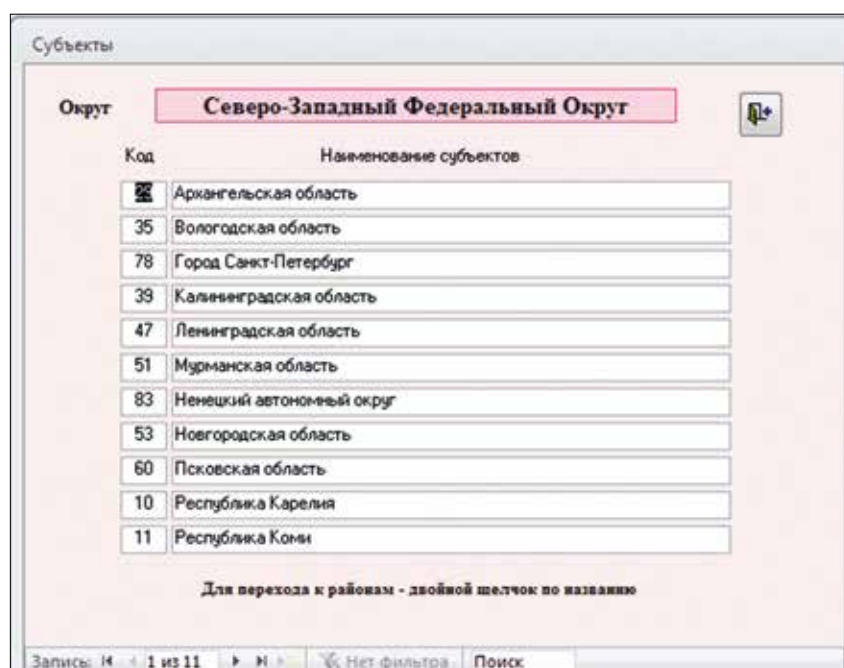 Субъекты
Округ Северо-Западный Федеральный Округ
Код Наименование субъектов
29 Архангельская область
35 Вологодская область
78 Город Санкт-Петербург
39 Калининградская область
47 Ленинградская область
51 Мурманская область
83 Ненецкий автономный округ
53 Новгородская область
60 Псковская область
10 Республика Карелия
11 Республика Коми
Для перехода к районам - двойной щелчок по названию
Запись: 1 из 11 Нет фильтра Поиск